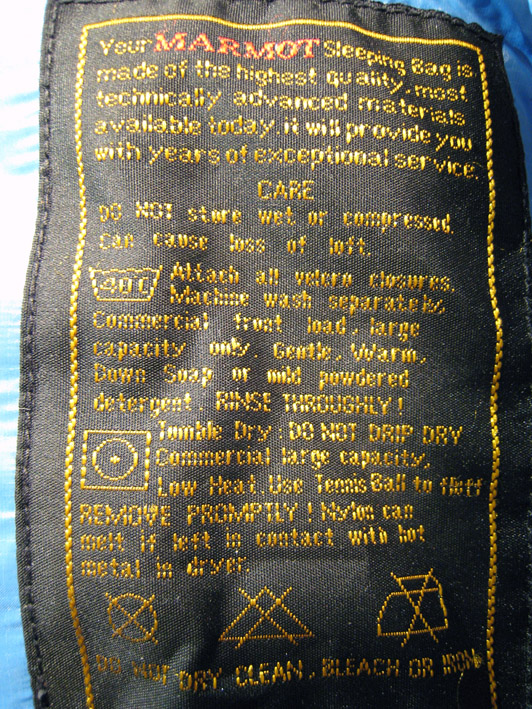 Your MARMOT Sleeping Bag is
made of the highest quality, most
technically advanced materials
available today. it will provide you
with years of exceptional service.
CARE
DO NOT store wet or compressed.
Can cause loss of loft.
40C Attach all velcro closures.
Machine wash separately,
Commercial front load, large
capacity only. Gentle, Warm,
Down Soap or mild powdered
detergent. RINSE THROUGHLY!
Tumble Dry. DO NOT DRIP DRY
Commercial large capacity,
Low Heat. Use Tennis Ball to fluff
REMOVE PROMPTLY! Nylon can
melt if left in contact with hot
metal in dryer.
DO NOT DRY CLEAN, BLEACH OR IRON.